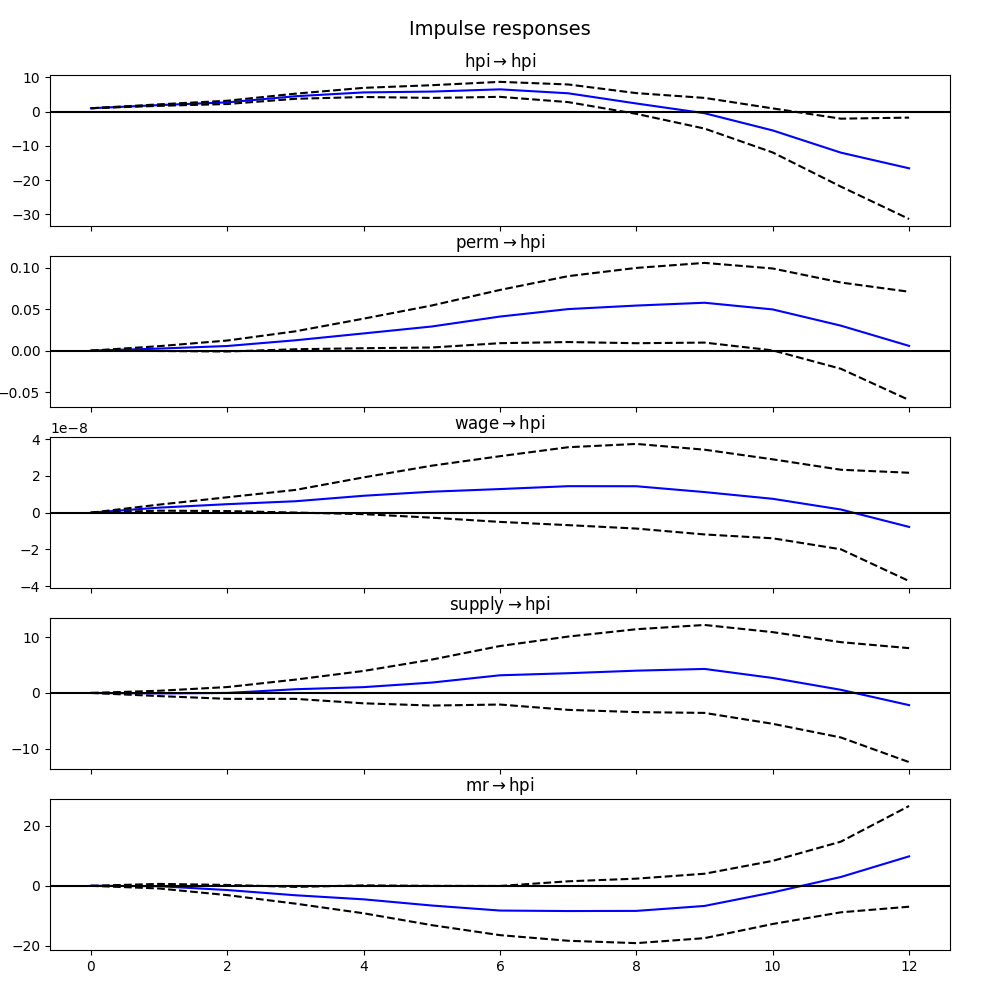 Impulse responses
hpi → hpi
10
0
−10
−20
−30
perm → hpi
0.10
0.05
0.00
−0.05
wage → hpi
1e−8
4
2
0
−2
−4
supply → hpi
10
0
−10
mr → hpi
20
0
−20
0 2 4 6 8 10 12